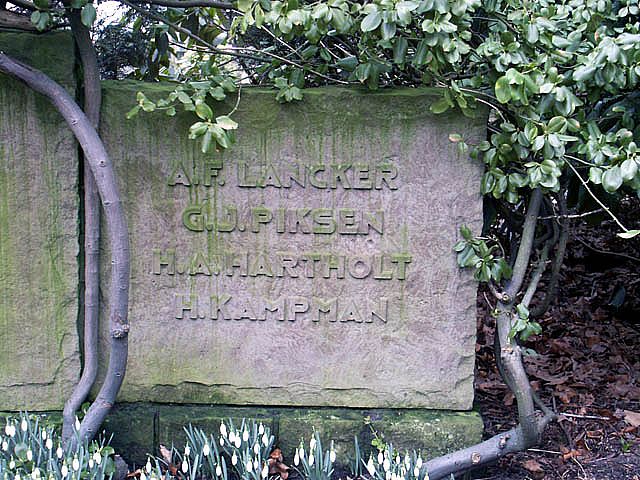 A.F. LANCKER
G.J. PIKSEN
H.A. HARTHOLT
H. KAMPMAN